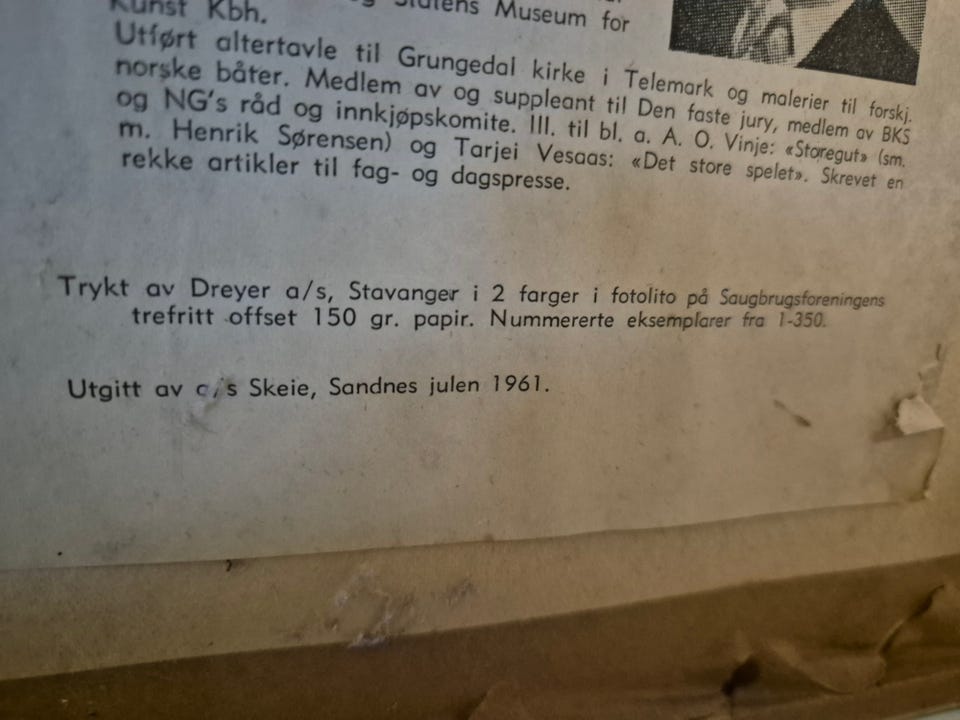 Statens Museum for
Kunst Kbh.
Utført altertavle til Grungedal kirke i Telemark og malerier til forskj.
norske båter. Medlem av og suppleant til Den faste jury, medlem av BKS
og NG's råd og innkjøpskomite. Ill. til bl. a. A. O. Vinje: «Storegut» (sm.
m. Henrik Sørensen) og Tarjei Vesaas: «Det store spelet». Skrevet en
rekke artikler til fag- og dagspresse.
Trykt av Dreyer a/s, Stavanger i 2 farger i fotolito på Saugbrugsforeningens
trefritt offset 150 gr. papir. Nummererte eksemplarer fra 1-350.
Utgitt av a/s Skeie, Sandnes julen 1961.